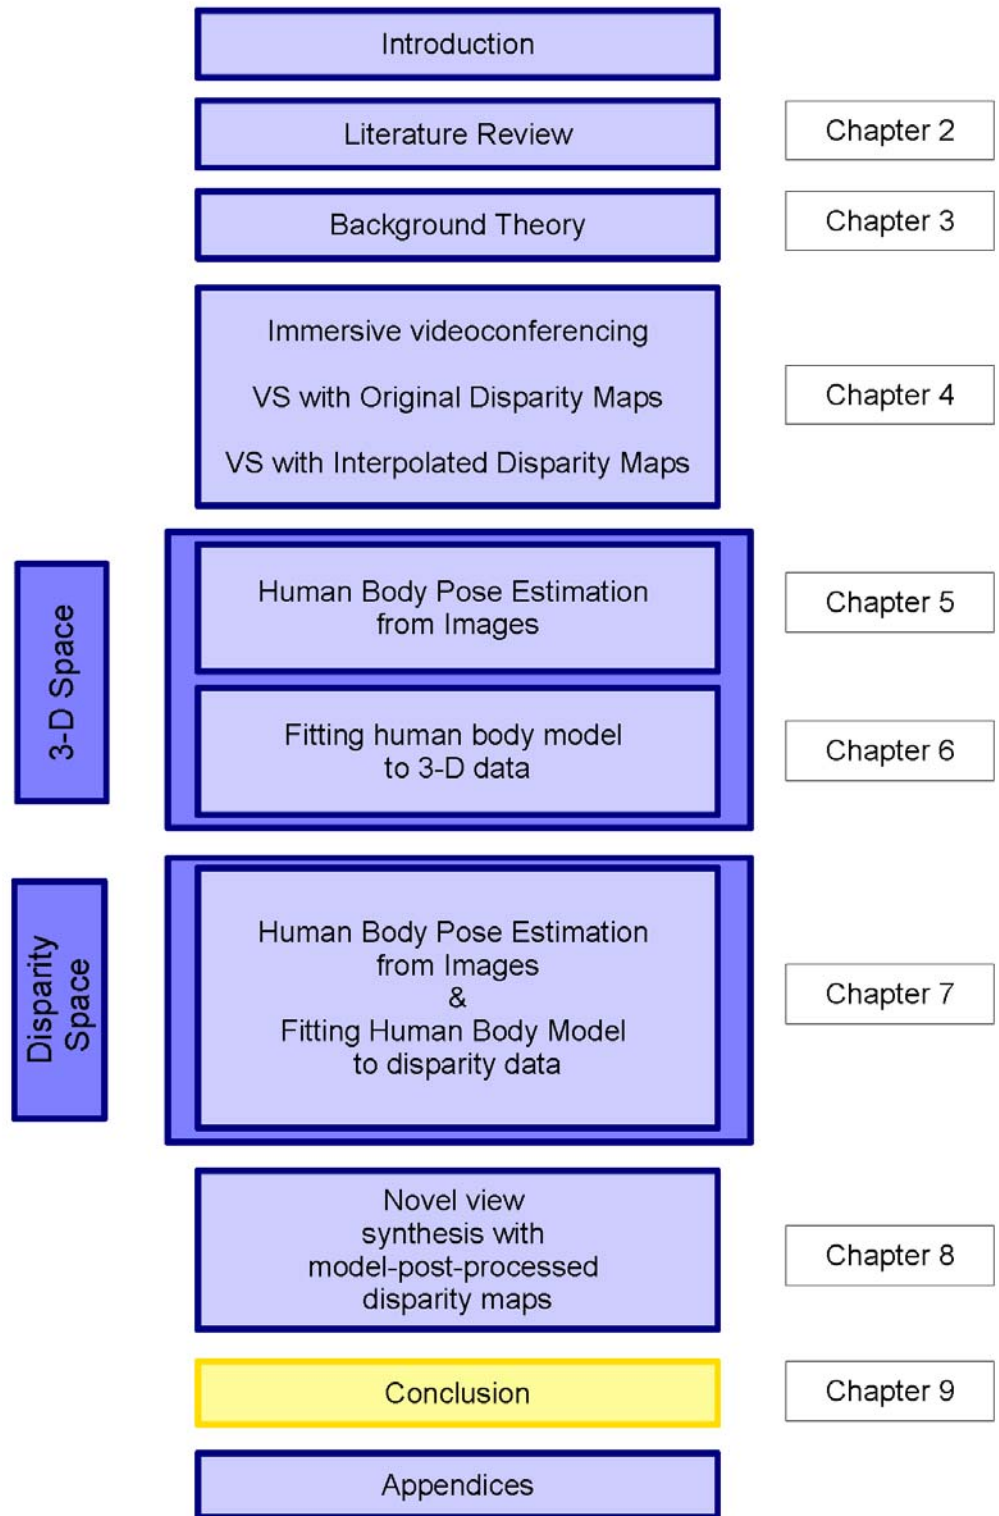 Introduction
Literature Review
Chapter 2
Background Theory
Chapter 3
Immersive videoconferencing
VS with Original Disparity Maps
VS with Interpolated Disparity Maps
Chapter 4
3-D Space
Human Body Pose Estimation
from Images
Chapter 5
Fitting human body model
to 3-D data
Chapter 6
Disparity
Space
Human Body Pose Estimation
from Images
&
Fitting Human Body Model
to disparity data
Chapter 7
Novel view
synthesis with
model-post-processed
disparity maps
Chapter 8
Conclusion
Chapter 9
Appendices